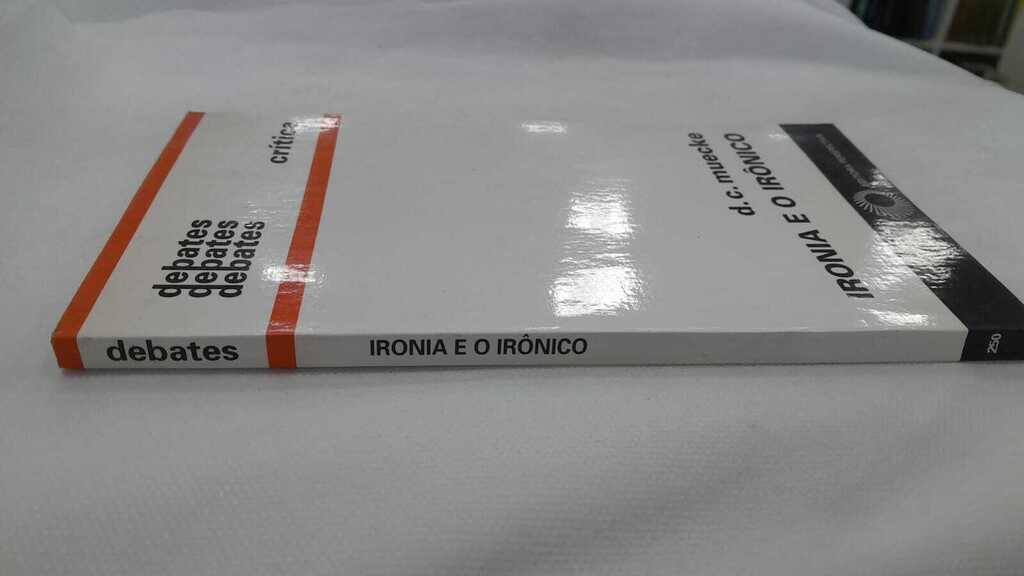 debates
debates
debates
crítica
d. c. muecke
IRONIA E O IRÔNICO
debates
IRONIA E O IRÔNICO
250